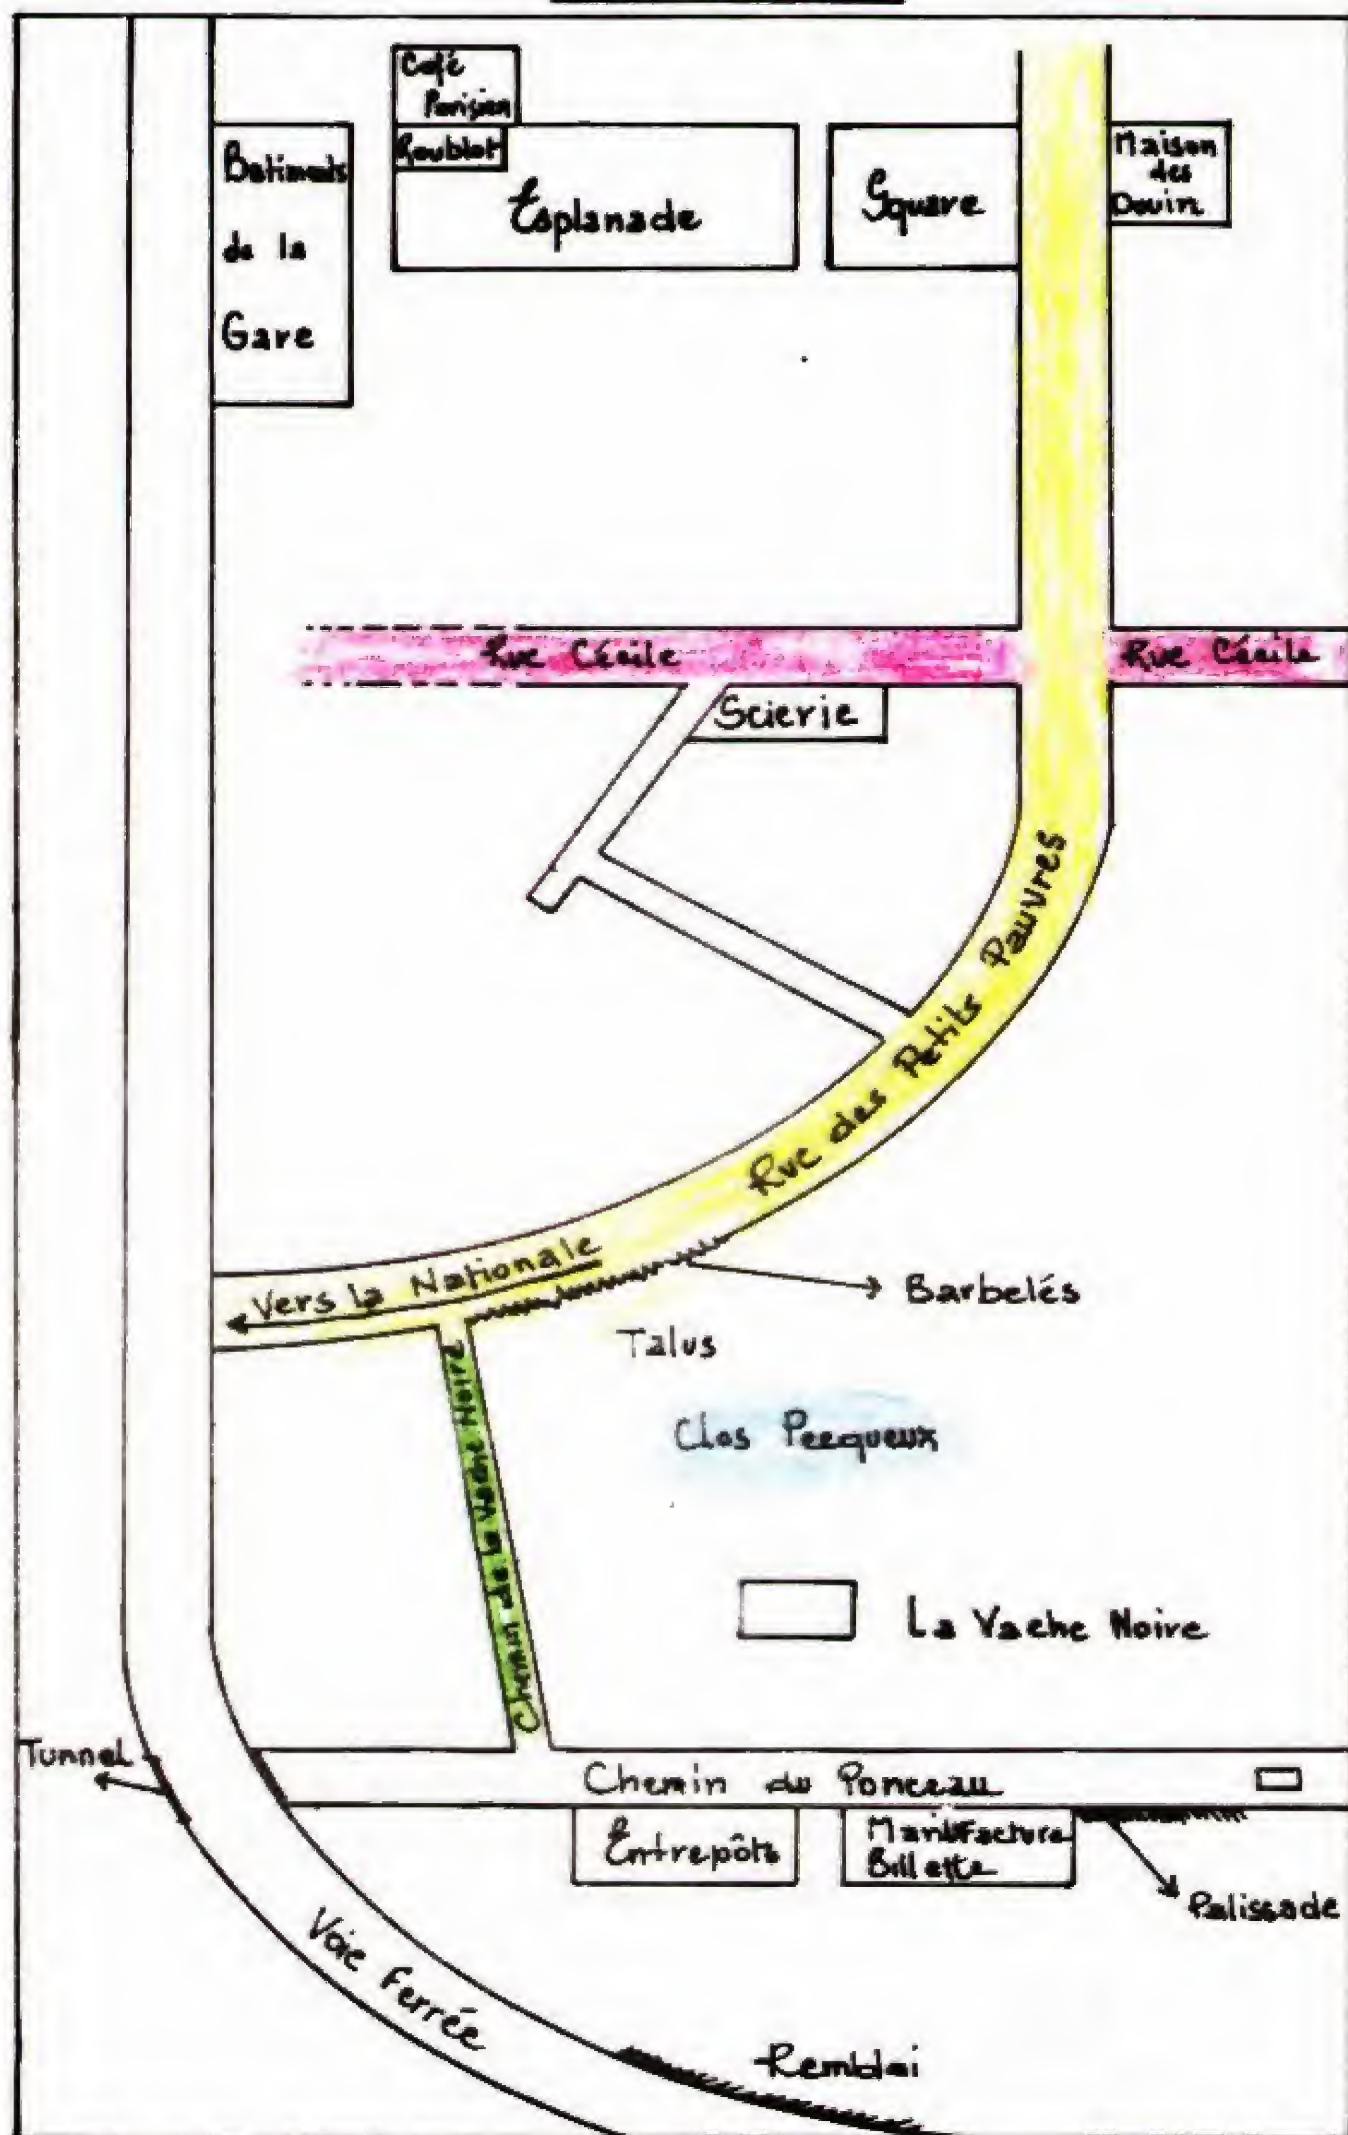 Café
Parisien
Roublot
Esplanade
Square
Maison
des
Douin
Batiments
de la
Gare
Rue Cécile
Rue Cécile
Scierie
Rue des Petits Pauvres
Vers la Nationale
Barbelés
Talus
Clos Pecqueux
Chemin de la Vache Noire
La Vache Noire
Tunnel
Chemin du Ponceau
Entrepôts
Manufacture
Billette
Palissade
Voie Ferrée
Remblai